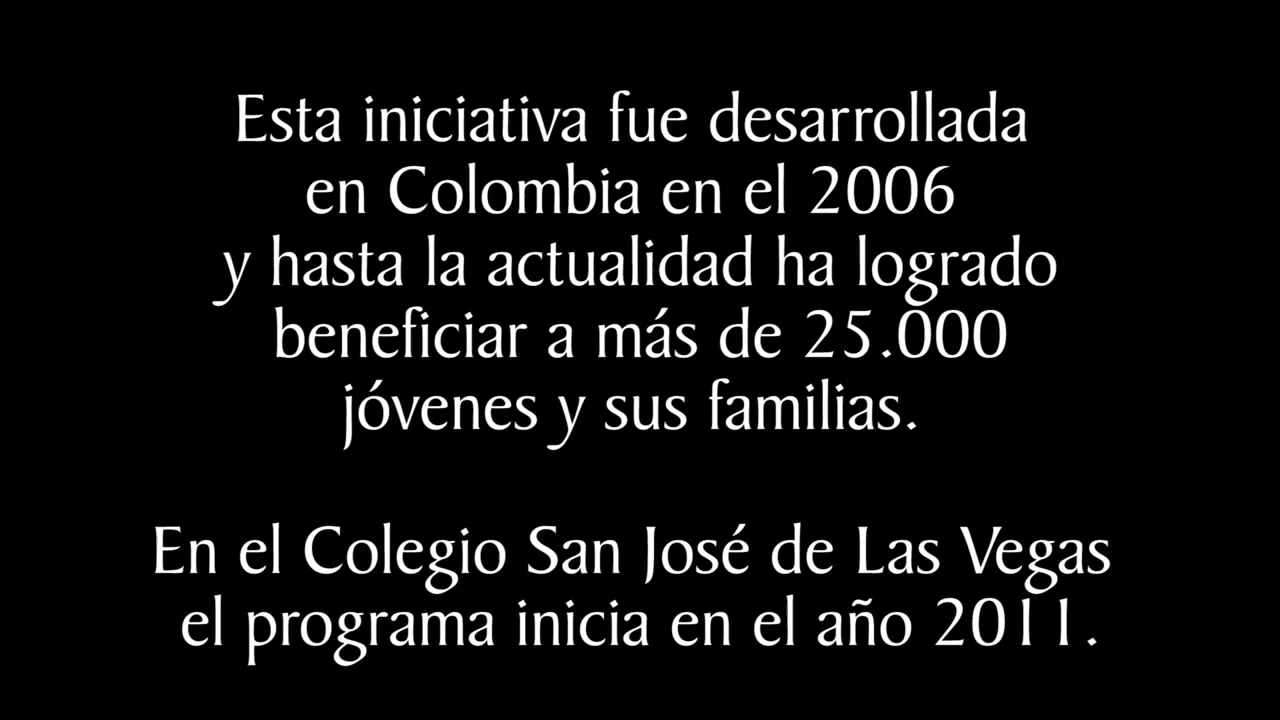 Esta iniciativa fue desarrollada
en Colombia en el 2006
y hasta la actualidad ha logrado
beneficiar a más de 25.000
jóvenes y sus familias.
En el Colegio San José de Las Vegas
el programa inicia en el año 2011.